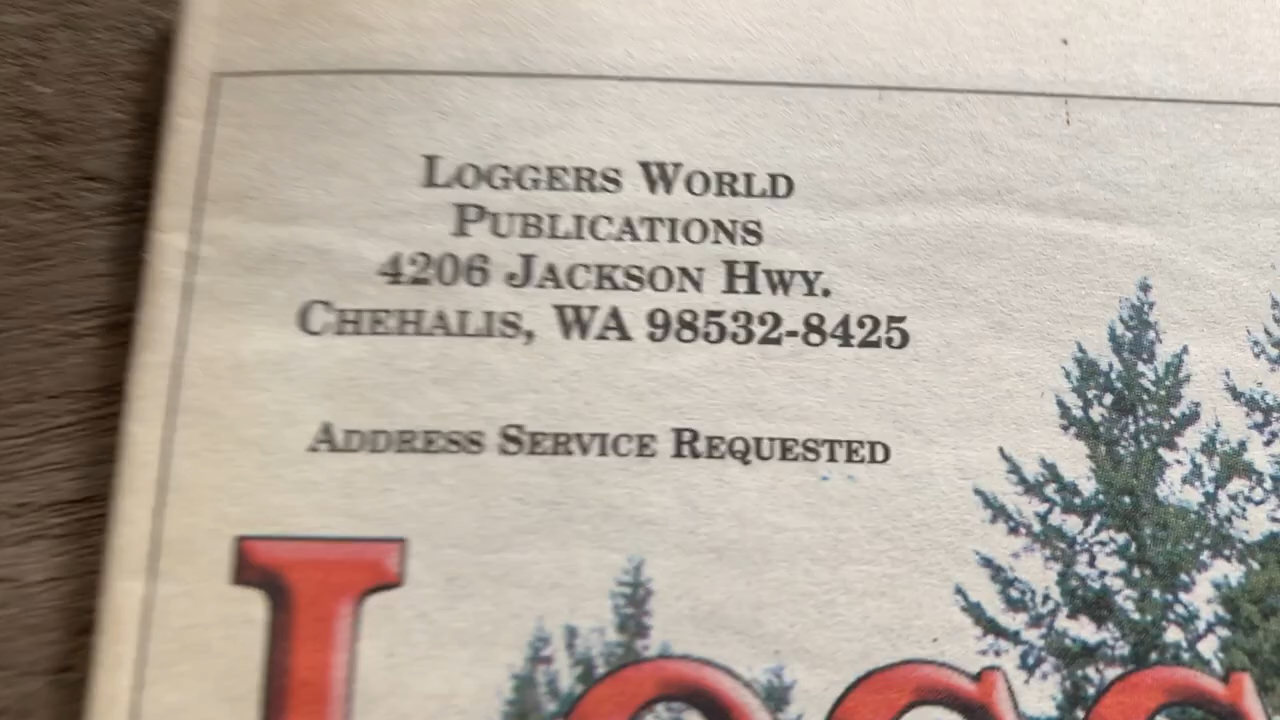 LOGGERS WORLD
PUBLICATIONS
4206 JACKSON HWY.
CHEHALIS, WA 98532-8425
ADDRESS SERVICE REQUESTED